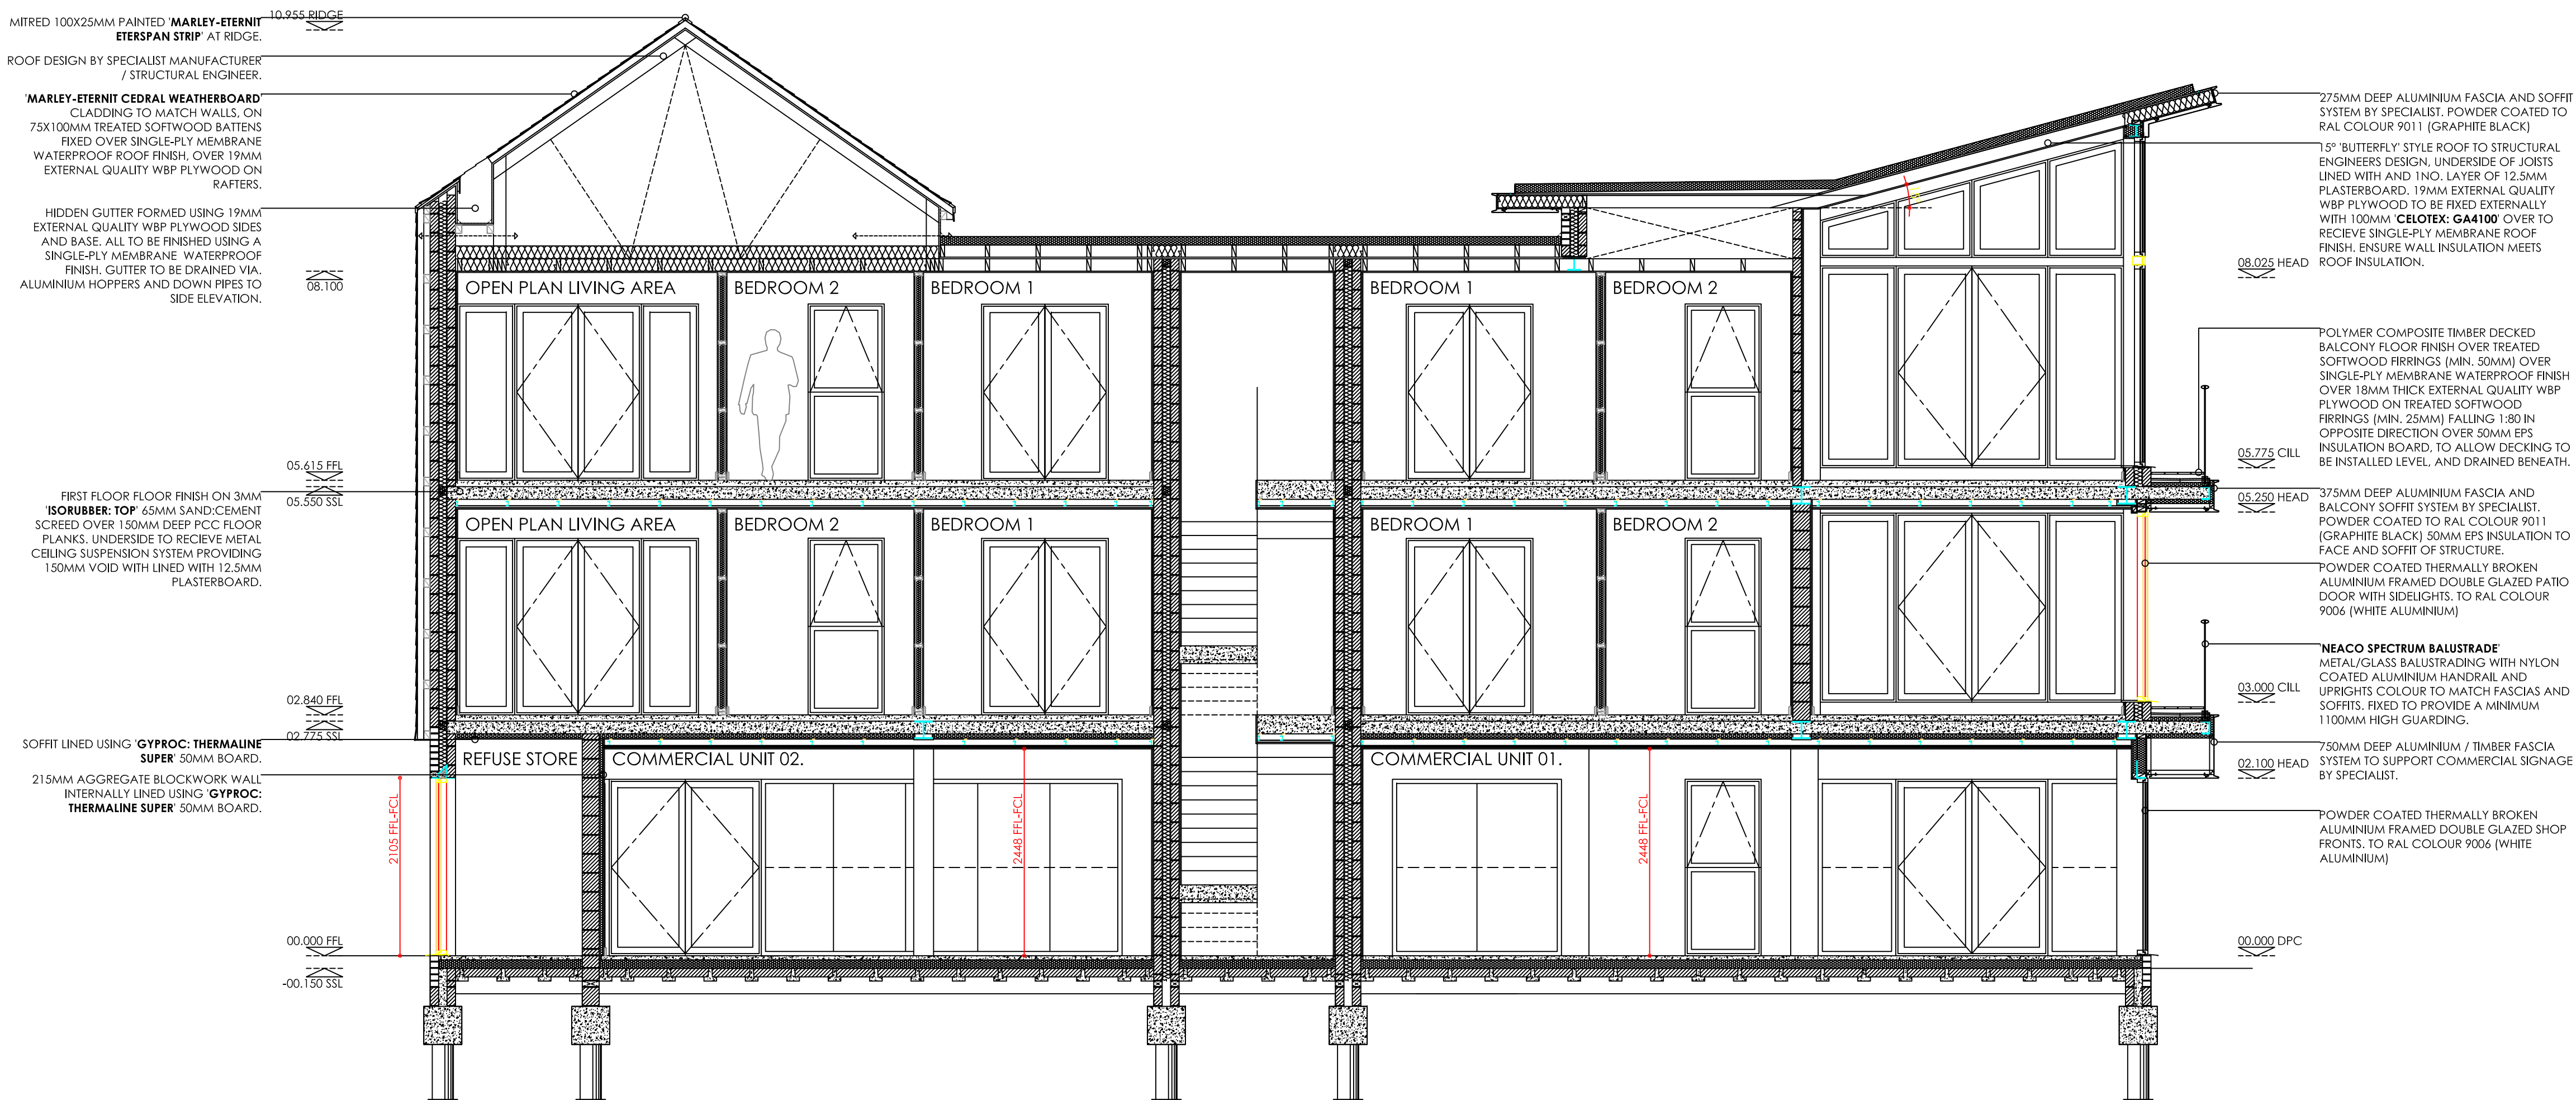 MITRED 100X25MM PAINTED 'MARLEY-ETERNIT
ETERSPAN STRIP' AT RIDGE.
ROOF DESIGN BY SPECIALIST MANUFACTURER
/ STRUCTURAL ENGINEER.
'MARLEY-ETERNIT CEDRAL WEATHERBOARD'
CLADDING TO MATCH WALLS, ON
75X100MM TREATED SOFTWOOD BATTENS
FIXED OVER SINGLE-PLY MEMBRANE
WATERPROOF ROOF FINISH, OVER 19MM
EXTERNAL QUALITY WBP PLYWOOD ON
RAFTERS.
HIDDEN GUTTER FORMED USING 19MM
EXTERNAL QUALITY WBP PLYWOOD SIDES
AND BASE. ALL TO BE FINISHED USING A
SINGLE-PLY MEMBRANE WATERPROOF
FINISH. GUTTER TO BE DRAINED VIA.
ALUMINIUM HOPPERS AND DOWN PIPES TO
SIDE ELEVATION.
FIRST FLOOR FLOOR FINISH ON 3MM
'ISORUBBER: TOP' 65MM SAND:CEMENT
SCREED OVER 150MM DEEP PCC FLOOR
PLANKS. UNDERSIDE TO RECIEVE METAL
CEILING SUSPENSION SYSTEM PROVIDING
150MM VOID WITH LINED WITH 12.5MM
PLASTERBOARD.
SOFFIT LINED USING 'GYPROC: THERMALINE
SUPER' 50MM BOARD.
215MM AGGREGATE BLOCKWORK WALL
INTERNALLY LINED USING 'GYPROC:
THERMALINE SUPER' 50MM BOARD.
10.955 RIDGE
08.100
05.615 FFL
05.550 SSL
02.840 FFL
02.775 SSL
00.000 FFL
-00.150 SSL
2105 FFL-FCL
OPEN PLAN LIVING AREA
BEDROOM 2
BEDROOM 1
BEDROOM 1
BEDROOM 2
OPEN PLAN LIVING AREA
BEDROOM 2
BEDROOM 1
BEDROOM 1
BEDROOM 2
REFUSE STORE
COMMERCIAL UNIT 02.
COMMERCIAL UNIT 01.
2448 FFL-FCL
2448 FFL-FCL
08.025 HEAD
05.775 CILL
05.250 HEAD
03.000 CILL
02.100 HEAD
00.000 DPC
275MM DEEP ALUMINIUM FASCIA AND SOFFIT
SYSTEM BY SPECIALIST. POWDER COATED TO
RAL COLOUR 9011 (GRAPHITE BLACK)
15° 'BUTTERFLY' STYLE ROOF TO STRUCTURAL
ENGINEERS DESIGN, UNDERSIDE OF JOISTS
LINED WITH AND 1NO. LAYER OF 12.5MM
PLASTERBOARD. 19MM EXTERNAL QUALITY
WBP PLYWOOD TO BE FIXED EXTERNALLY
WITH 100MM 'CELOTEX: GA4100' OVER TO
RECIEVE SINGLE-PLY MEMBRANE ROOF
FINISH. ENSURE WALL INSULATION MEETS
ROOF INSULATION.
POLYMER COMPOSITE TIMBER DECKED
BALCONY FLOOR FINISH OVER TREATED
SOFTWOOD FIRRINGS (MIN. 50MM) OVER
SINGLE-PLY MEMBRANE WATERPROOF FINISH
OVER 18MM THICK EXTERNAL QUALITY WBP
PLYWOOD ON TREATED SOFTWOOD
FIRRINGS (MIN. 25MM) FALLING 1:80 IN
OPPOSITE DIRECTION OVER 50MM EPS
INSULATION BOARD, TO ALLOW DECKING TO
BE INSTALLED LEVEL, AND DRAINED BENEATH.
375MM DEEP ALUMINIUM FASCIA AND
BALCONY SOFFIT SYSTEM BY SPECIALIST.
POWDER COATED TO RAL COLOUR 9011
(GRAPHITE BLACK) 50MM EPS INSULATION TO
FACE AND SOFFIT OF STRUCTURE.
POWDER COATED THERMALLY BROKEN
ALUMINIUM FRAMED DOUBLE GLAZED PATIO
DOOR WITH SIDELIGHTS. TO RAL COLOUR
9006 (WHITE ALUMINIUM)
'NEACO SPECTRUM BALUSTRADE'
METAL/GLASS BALUSTRADING WITH NYLON
COATED ALUMINIUM HANDRAIL AND
UPRIGHTS COLOUR TO MATCH FASCIAS AND
SOFFITS. FIXED TO PROVIDE A MINIMUM
1100MM HIGH GUARDING.
750MM DEEP ALUMINIUM / TIMBER FASCIA
SYSTEM TO SUPPORT COMMERCIAL SIGNAGE
BY SPECIALIST.
POWDER COATED THERMALLY BROKEN
ALUMINIUM FRAMED DOUBLE GLAZED SHOP
FRONTS. TO RAL COLOUR 9006 (WHITE
ALUMINIUM)